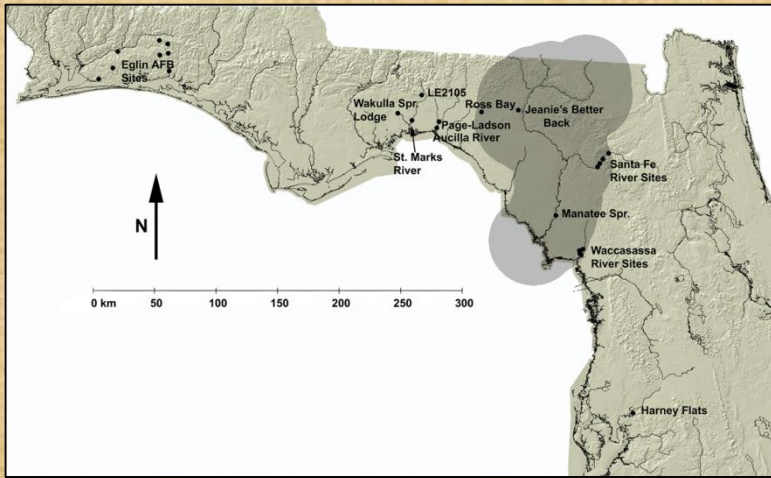 Eglin AFB
Sites
LE2105
Wakulla Spr.
Lodge
Ross Bay
Jeanie's Better
Back
Page-Ladson
Aucilla River
St. Marks
River
Santa Fe
River Sites
Manatee Spr.
Waccasassa
River Sites
N
0 km 50 100 150 200 250 300
Harney Flats